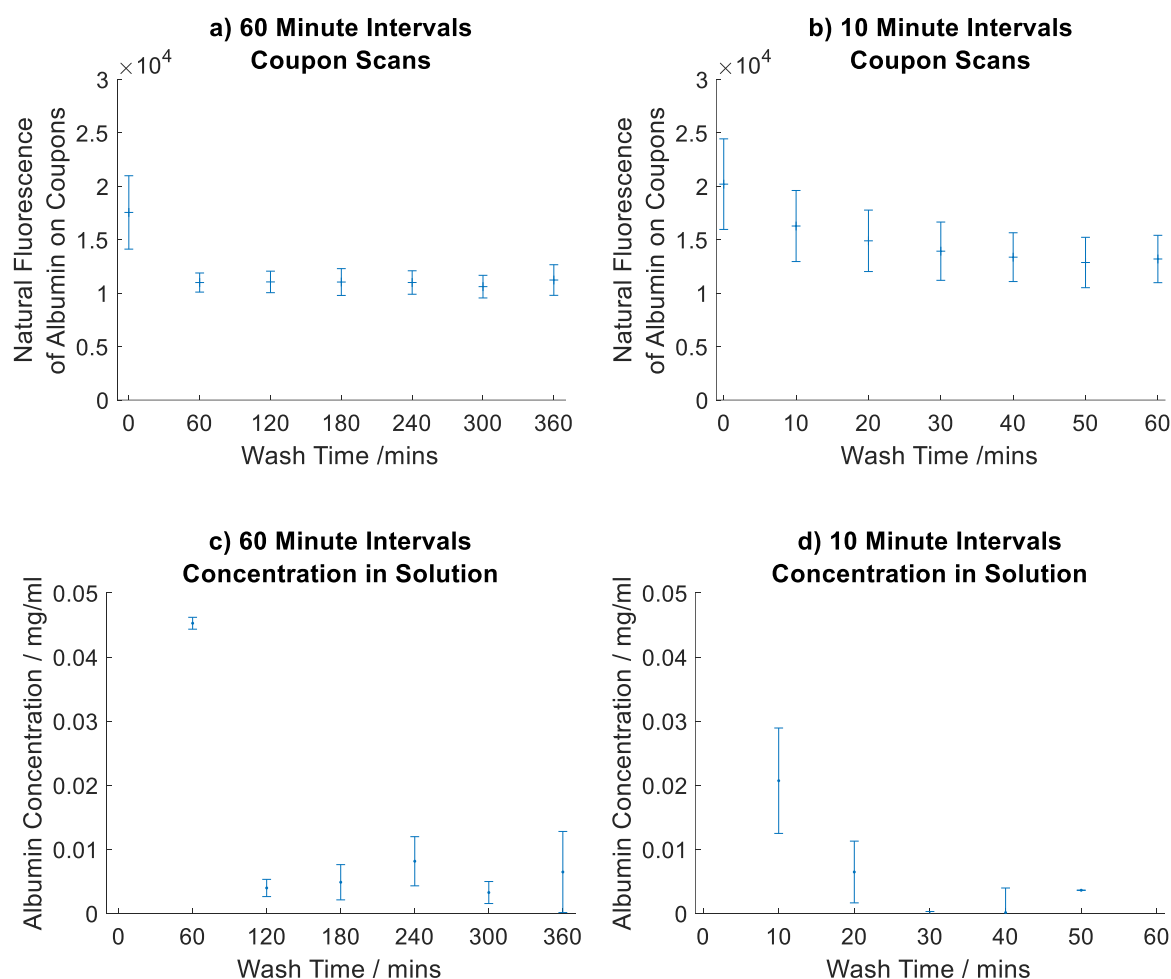 a) 60 Minute Intervals
Coupon Scans
×10⁴
3
2.5
2
1.5
1
0.5
0
Natural Fluorescence
of Albumin on Coupons
0 60 120 180 240 300 360
Wash Time /mins
b) 10 Minute Intervals
Coupon Scans
×10⁴
3
2.5
2
1.5
1
0.5
0
Natural Fluorescence
of Albumin on Coupons
0 10 20 30 40 50 60
Wash Time /mins
c) 60 Minute Intervals
Concentration in Solution
0.05
0.04
0.03
0.02
0.01
0
Albumin Concentration / mg/ml
0 60 120 180 240 300 360
Wash Time / mins
d) 10 Minute Intervals
Concentration in Solution
0.05
0.04
0.03
0.02
0.01
0
Albumin Concentration / mg/ml
0 10 20 30 40 50 60
Wash Time / mins